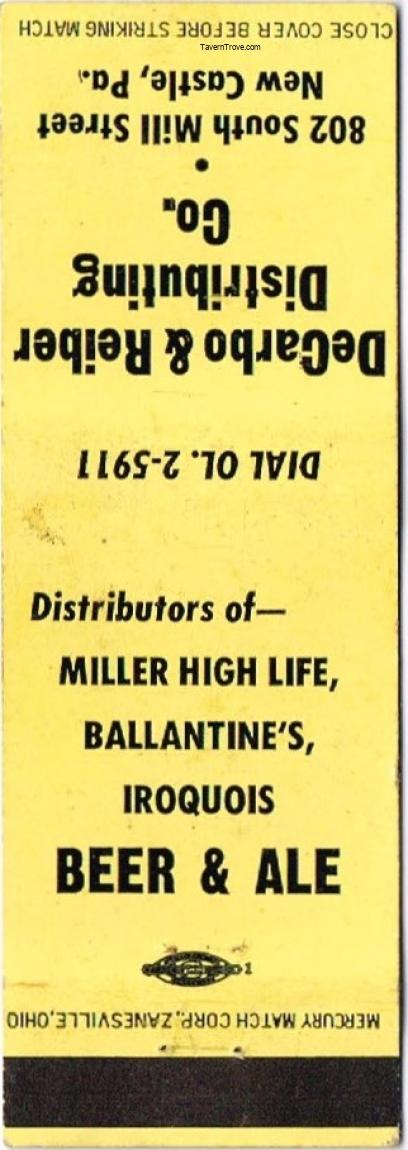 CLOSE COVER BEFORE STRIKING MATCH
TavernTrove.com
DeCarbo & Reiber
Distributing
Co.
•
802 South Mill Street
New Castle, Pa.
DIAL OL. 2-5911
Distributors of—
MILLER HIGH LIFE,
BALLANTINE'S,
IROQUOIS
BEER & ALE
1
MERCURY MATCH CORP., ZANESVILLE, OHIO